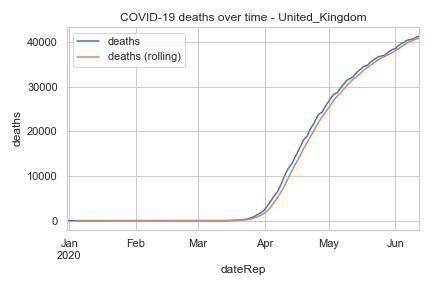 COVID-19 deaths over time - United_Kingdom
deaths
deaths (rolling)
40000
30000
20000
10000
0
deaths
Jan
2020
Feb
Mar
Apr
May
Jun
dateRep